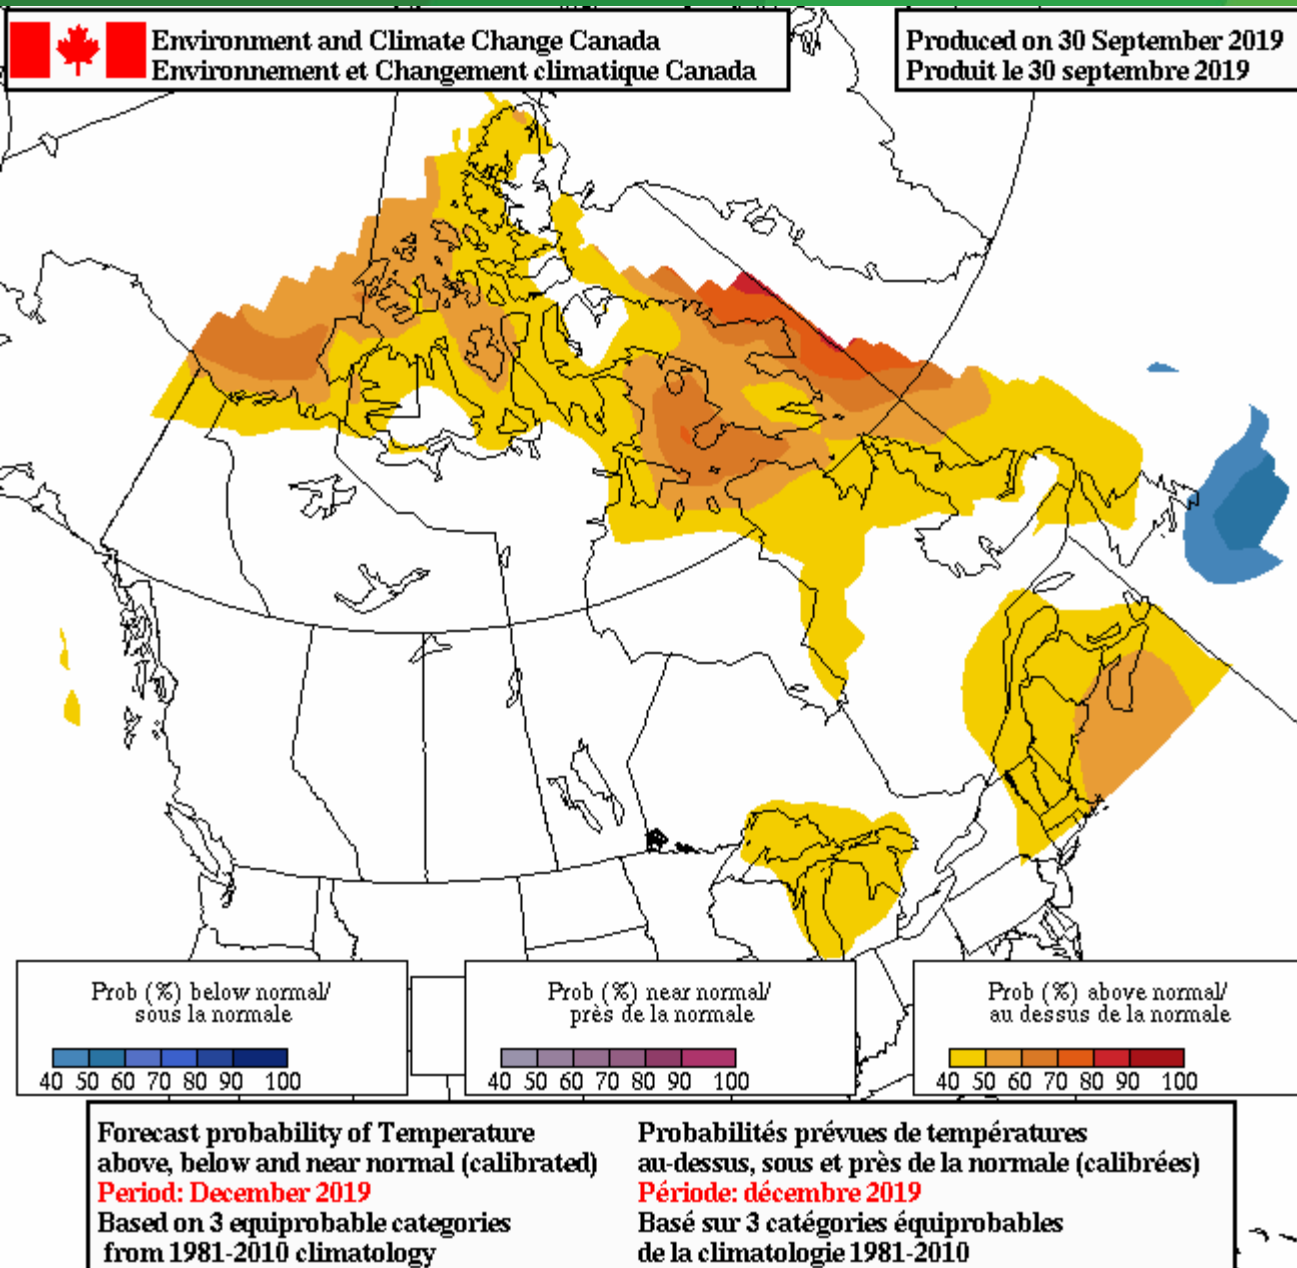 Environment and Climate Change Canada
Environnement et Changement climatique Canada
Produced on 30 September 2019
Produit le 30 septembre 2019
Prob (%) below normal/
sous la normale
40 50 60 70 80 90 100
Prob (%) near normal/
près de la normale
40 50 60 70 80 90 100
Prob (%) above normal/
au dessus de la normale
40 50 60 70 80 90 100
Forecast probability of Temperature
above, below and near normal (calibrated)
Period: December 2019
Based on 3 equiprobable categories
from 1981-2010 climatology
Probabilités prévues de températures
au-dessus, sous et près de la normale (calibrées)
Période: décembre 2019
Basé sur 3 catégories équiprobables
de la climatologie 1981-2010